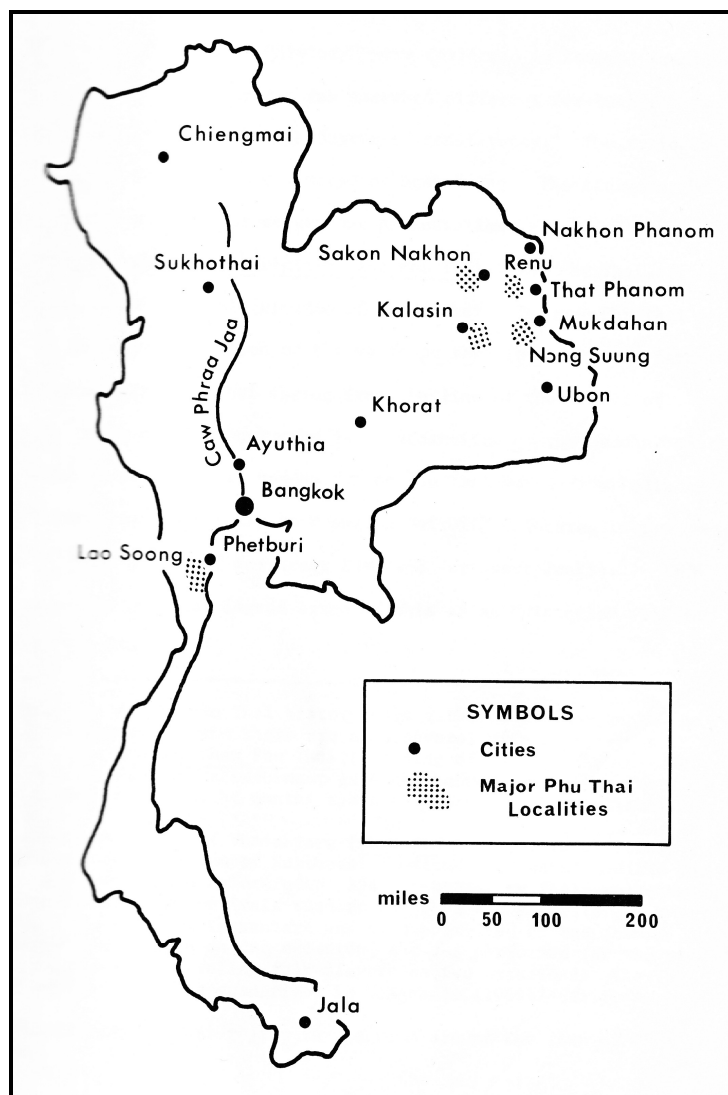 Chiengmai
Nakhon Phanom
Sakon Nakhon
Renu
Sukhothai
That Phanom
Kalasin
Mukdahan
Nɔng Suung
Caw Phraa Jaa
Ubon
Khorat
Ayuthia
Bangkok
Lao Soong
Phetburi
SYMBOLS
Cities
Major Phu Thai
Localities
miles
0 50 100 200
Jala